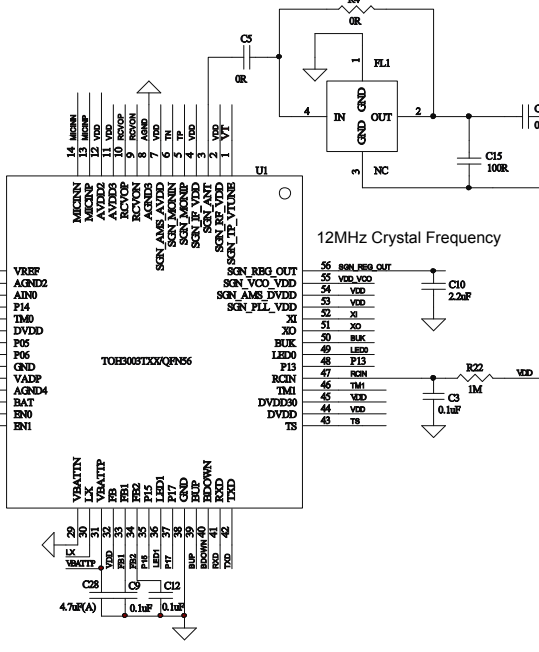 R4
0R
C5
0R
1
FL1
4
IN
GND
GND
OUT
2
3
NC
C15
100R
C
0
MICINN
MICINP
VDD
VDD
RCVOP
RCVON
AGND
VDD
TN
TP
VDD
VDD
VT
14
13
12
11
10
9
8
7
6
5
4
3
2
1
U1
MICINN
MICINP
AVDD2
AVDD3
RCVOP
RCVON
AGND3
SGN_AMS_AVDD
SGN_MONIN
SGN_MONIP
SGN_IF_VDD
SGN_ANT
SGN_RF_VDD
SGN_TP_VTUNE
12MHz Crystal Frequency
VREF
AGND2
AIN0
P14
TM0
DVDD
P05
P06
GND
VADP
AGND4
BAT
EN0
EN1
TOH3003TXX/QFN56
SGN_REG_OUT 56 SGN_REG_OUT
SGN_VCO_VDD 55 VDD_VCO
SGN_AMS_DVDD 54 VDD
SGN_PLL_VDD 53 VDD
XI 52 XI
XO 51 XO
BUK 50 BUK
LED0 49 LED0
P13 48 P13
RCIN 47 RCIN
TM1 46 TM1
DVDD30 45 VDD
DVDD 44 VDD
TS 43 TS
C10
2.2uF
R22
1M
VDD
C3
0.1uF
VBATTN
LX
VBATTP
FB
FB1
FB2
P15
LED1
P17
GND
BUP
BDOWN
RXD
TXD
29
30
31
32
33
34
35
36
37
38
39
40
41
42
LX
VBATTP
VDD
FB1
FB2
LED1
P17
BUP
BDOWN
RXD
TXD
C28
4.7uF(A)
C9
0.1uF
C12
0.1uF